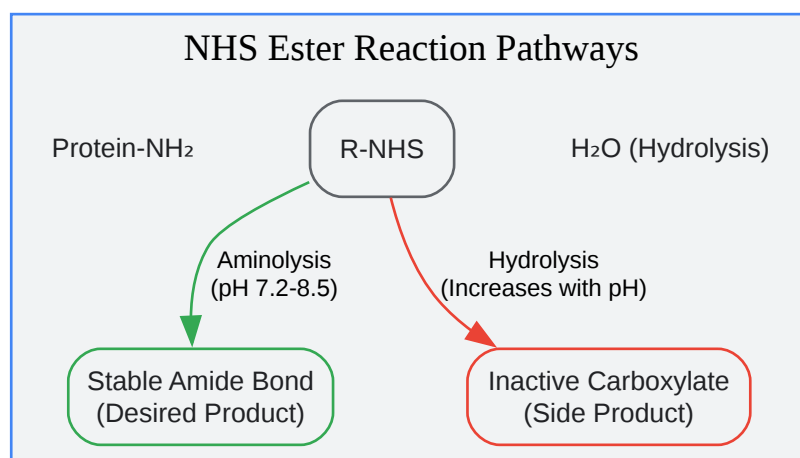 NHS Ester Reaction Pathways
Protein-NH₂
R-NHS
H₂O (Hydrolysis)
Aminolysis
(pH 7.2-8.5)
Hydrolysis
(Increases with pH)
Stable Amide Bond
(Desired Product)
Inactive Carboxylate
(Side Product)